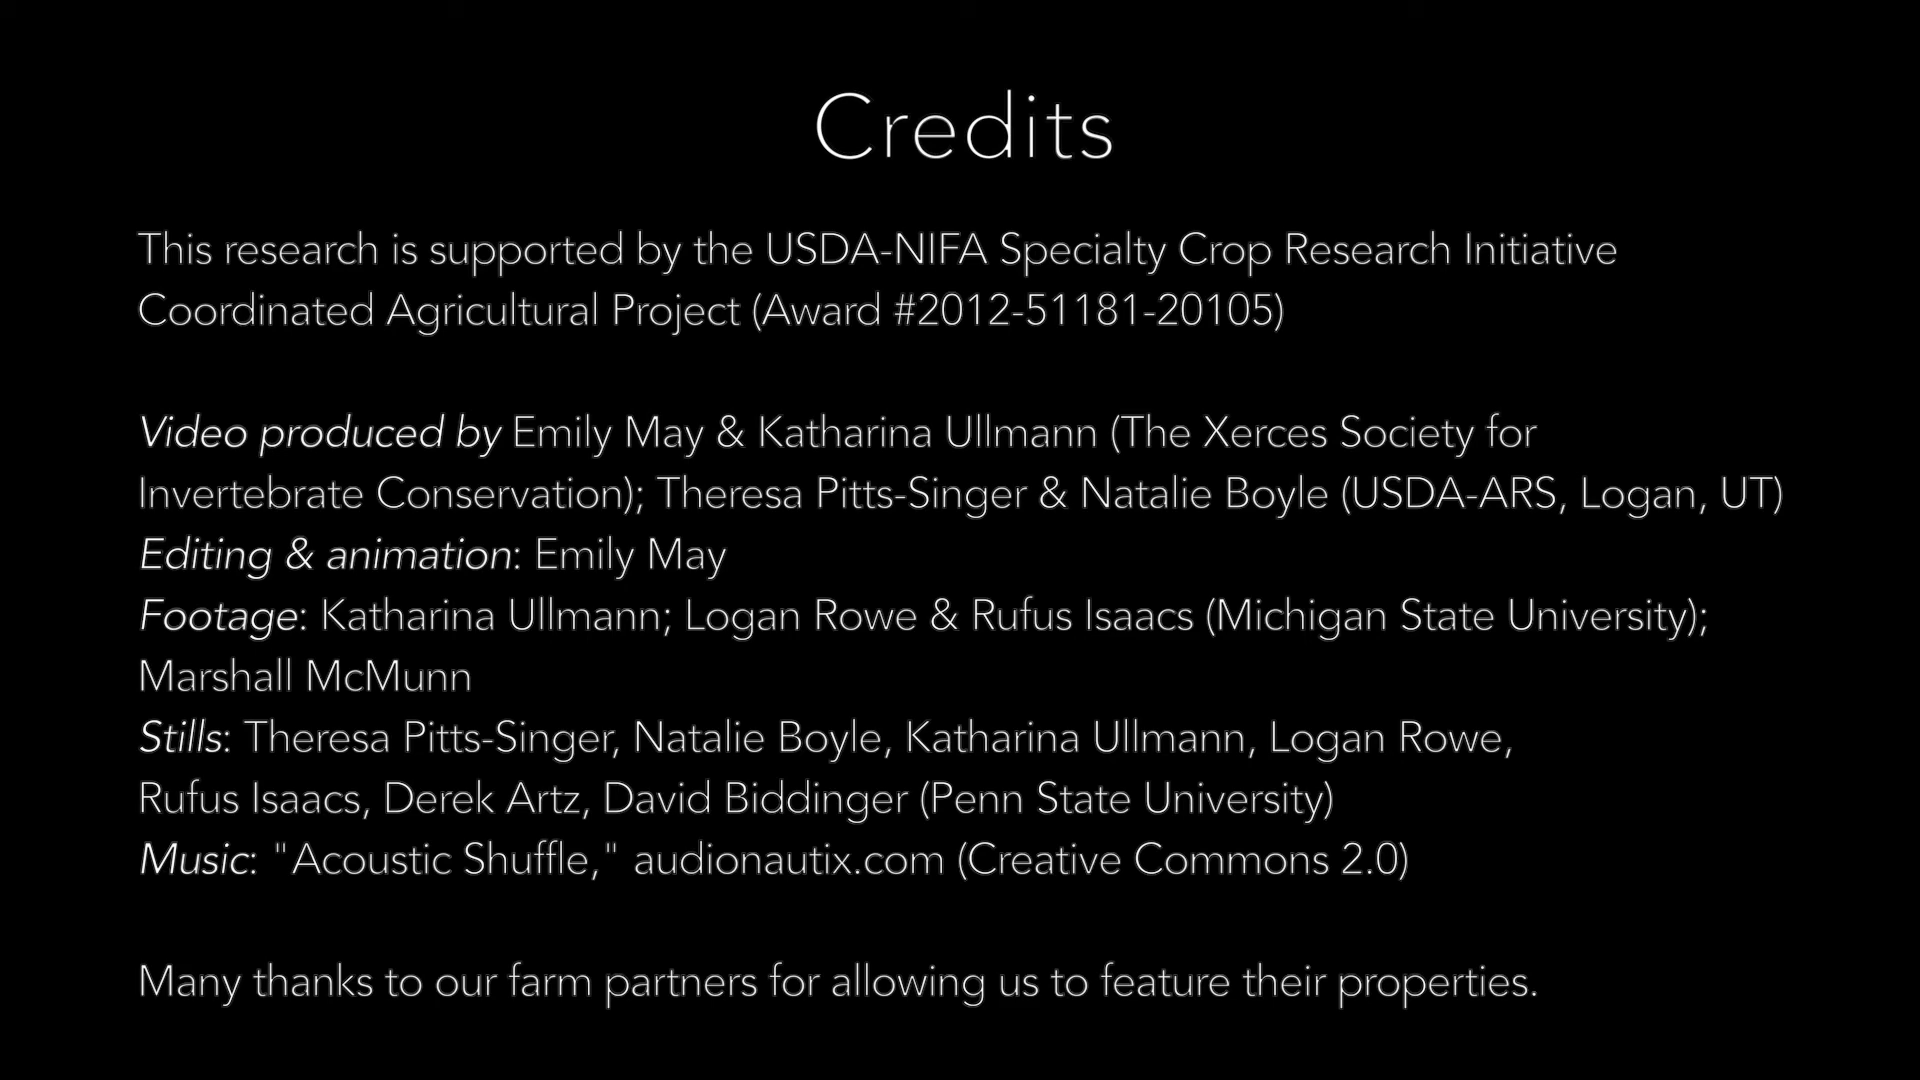 Credits
This research is supported by the USDA-NIFA Specialty Crop Research Initiative
Coordinated Agricultural Project (Award #2012-51181-20105)
Video produced by Emily May & Katharina Ullmann (The Xerces Society for
Invertebrate Conservation); Theresa Pitts-Singer & Natalie Boyle (USDA-ARS, Logan, UT)
Editing & animation: Emily May
Footage: Katharina Ullmann; Logan Rowe & Rufus Isaacs (Michigan State University);
Marshall McMunn
Stills: Theresa Pitts-Singer, Natalie Boyle, Katharina Ullmann, Logan Rowe,
Rufus Isaacs, Derek Artz, David Biddinger (Penn State University)
Music: "Acoustic Shuffle," audionautix.com (Creative Commons 2.0)
Many thanks to our farm partners for allowing us to feature their properties.